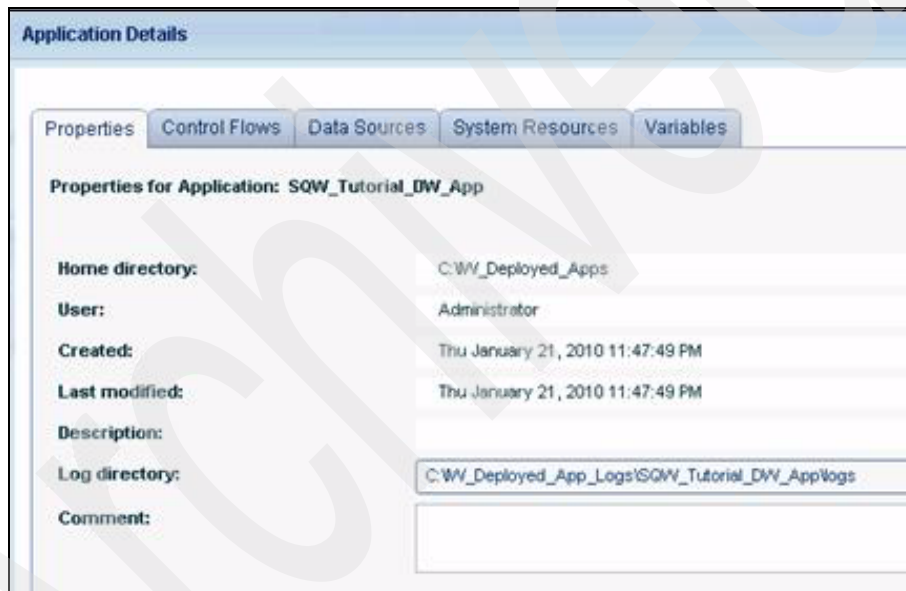 Application Details
Properties Control Flows Data Sources System Resources Variables
Properties for Application: SQW_Tutorial_DW_App
Home directory: C:\IW_Deployed_Apps
User: Administrator
Created: Thu January 21, 2010 11:47:49 PM
Last modified: Thu January 21, 2010 11:47:49 PM
Description:
Log directory: C:\IW_Deployed_App_Logs\SQW_Tutorial_DW_App\logs
Comment: